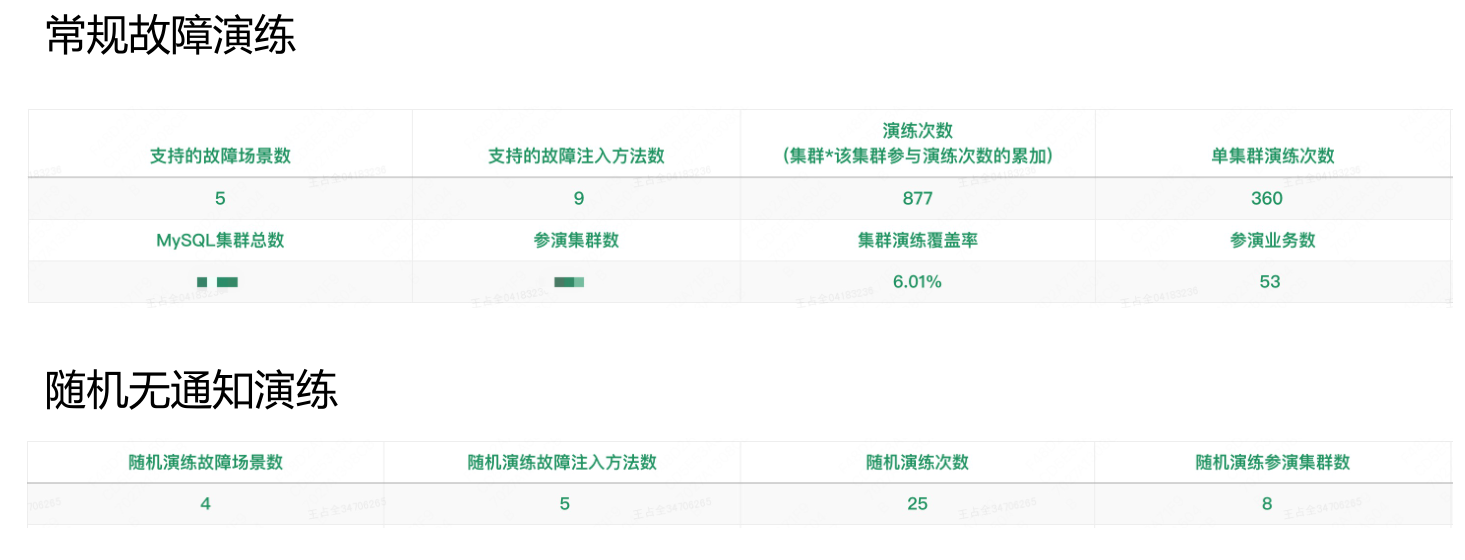 常规故障演练
演练次数
支持的故障场景数 支持的故障注入方法数 (集群*该集群参与演练次数的累加) 单集群演练次数
5 9 877 360
MySQL集群总数 参演集群数 集群演练覆盖率 参演业务数
6.01% 53
随机无通知演练
随机演练故障场景数 随机演练故障注入方法数 随机演练次数 随机演练参演集群数
4 5 25 8